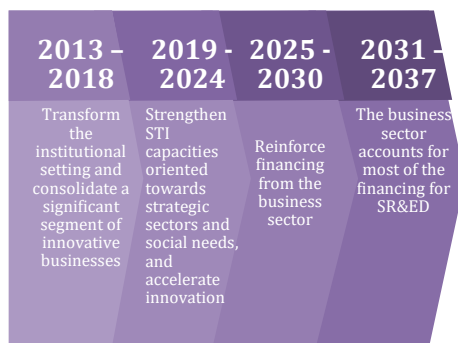 2013 –
2018
Transform
the
institutional
setting and
consolidate a
significant
segment of
innovative
businesses
2019 -
2024
Strengthen
STI
capacities
oriented
towards
strategic
sectors and
social needs,
and
accelerate
innovation
2025 -
2030
Reinforce
financing
from the
business
sector
2031 –
2037
The business
sector
accounts for
most of the
financing for
SR&ED